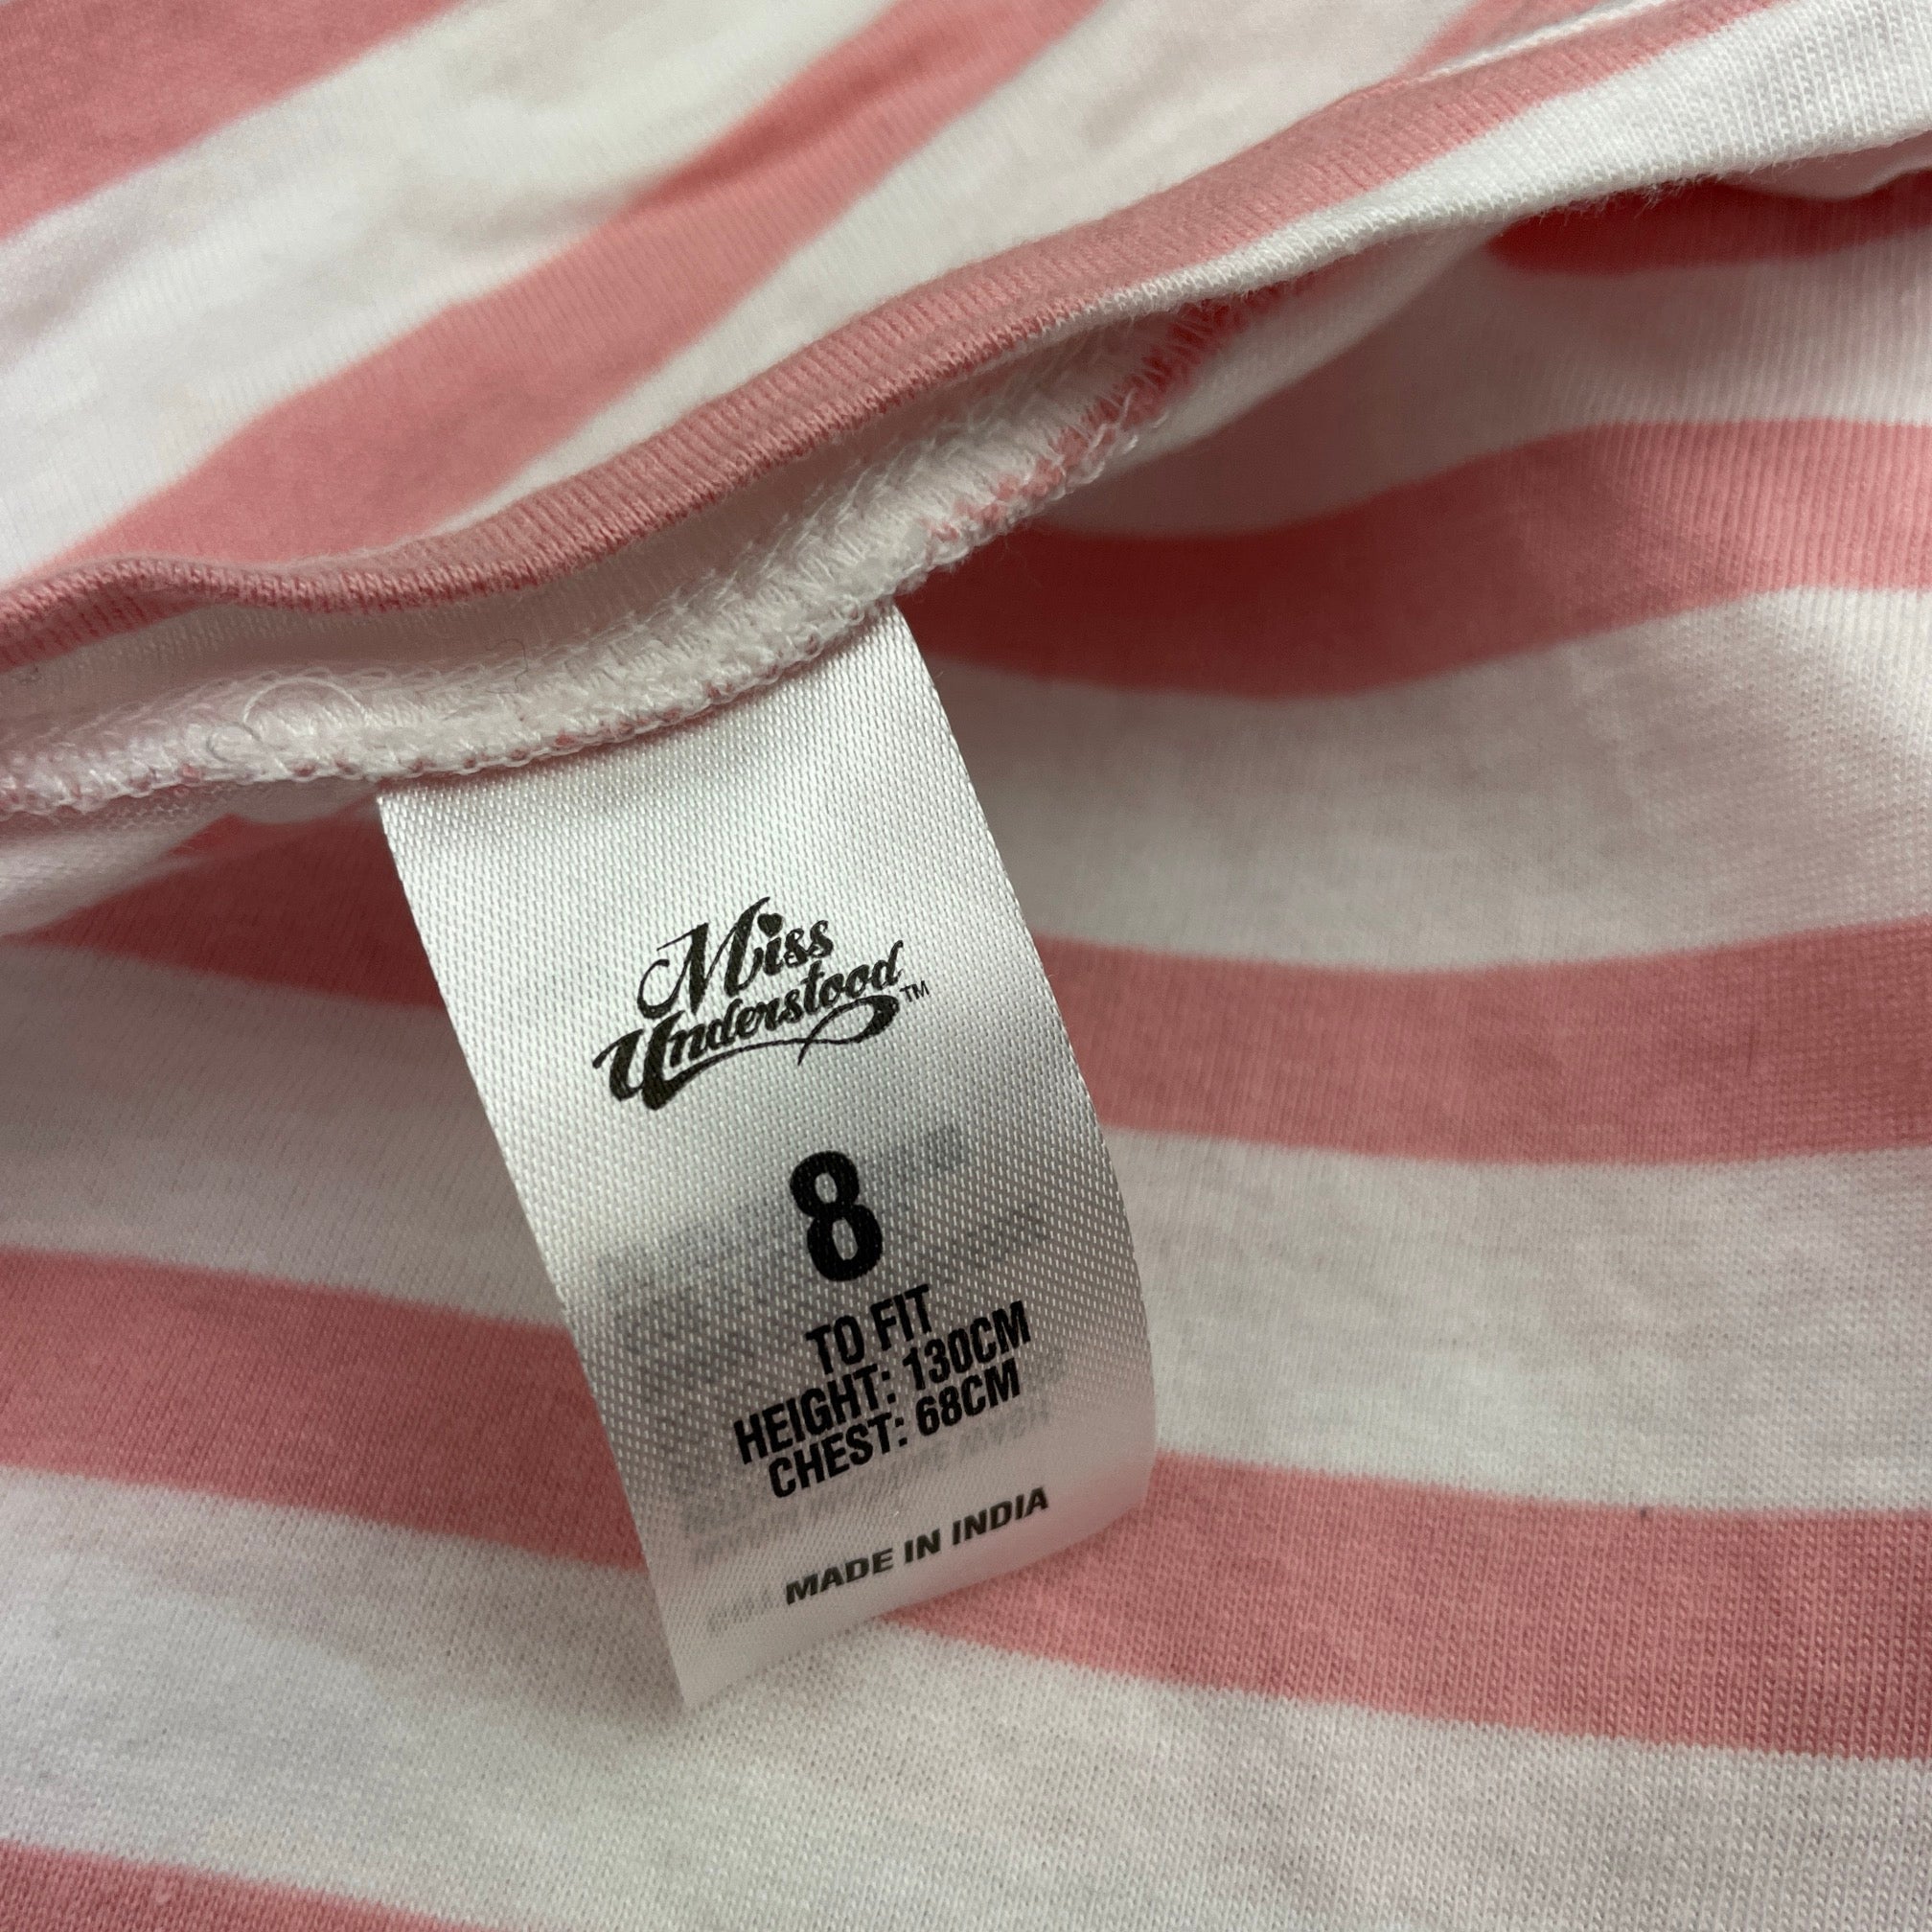 Miss
Understood™
8
TO FIT
HEIGHT: 130CM
CHEST: 68CM
MADE IN INDIA